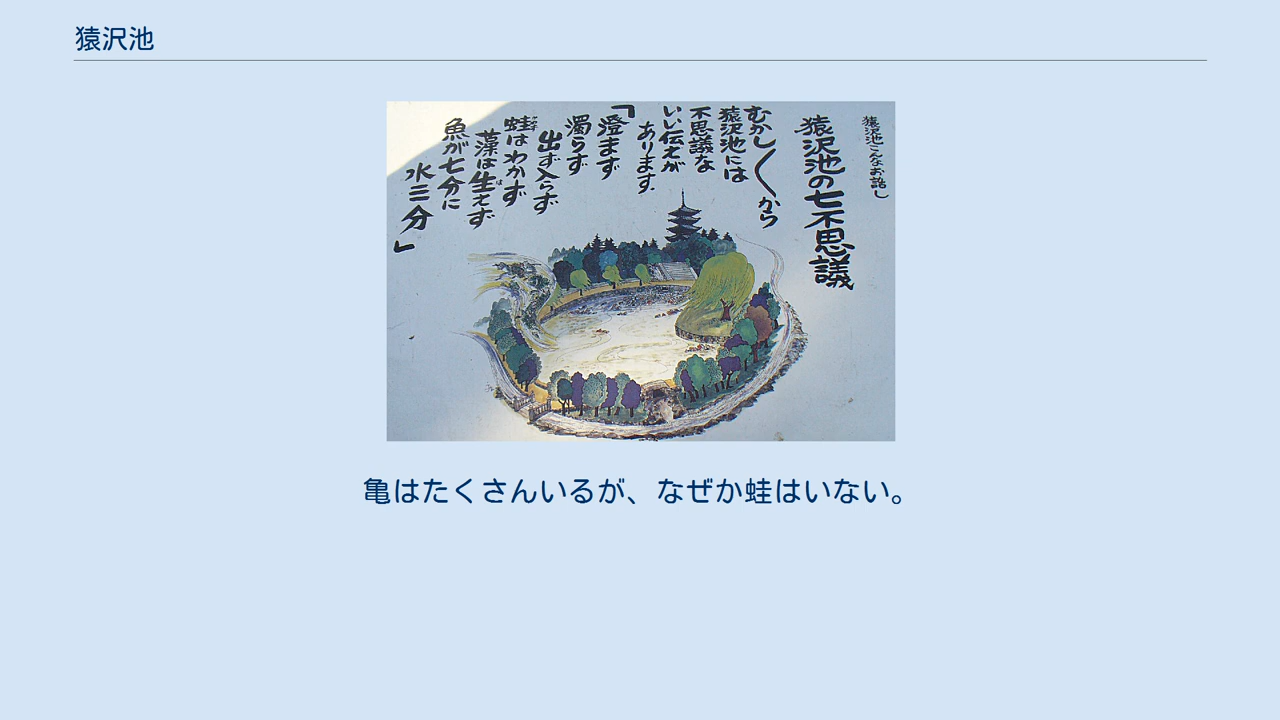 猿沢池
猿沢池こんなお話し
猿沢池の七不思議
むかし〱から
猿沢池には
不思議な
いい伝えが
あります。
「澄まず
濁らず
出ず入らず
蛙はわかず
藻は生えず
魚が七分に
水三分」
亀はたくさんいるが、なぜか蛙はいない。